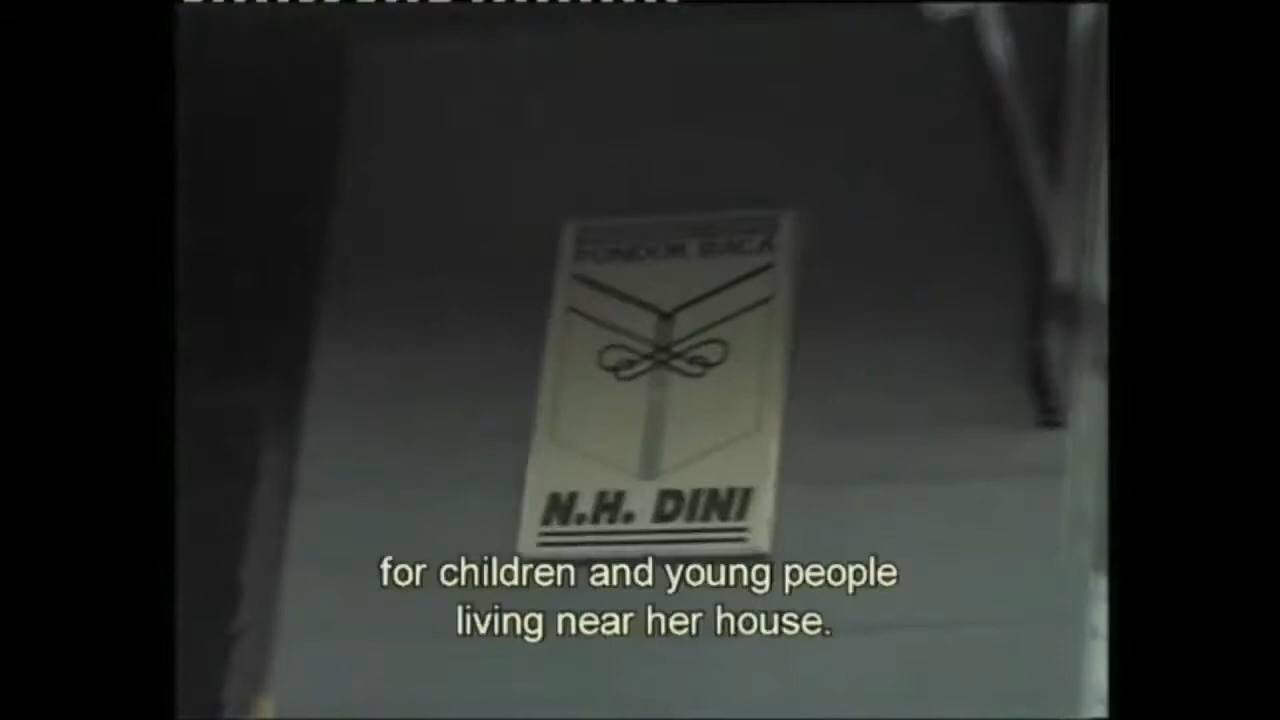 PONDOK BACA
N.H. DINI
for children and young people
living near her house.